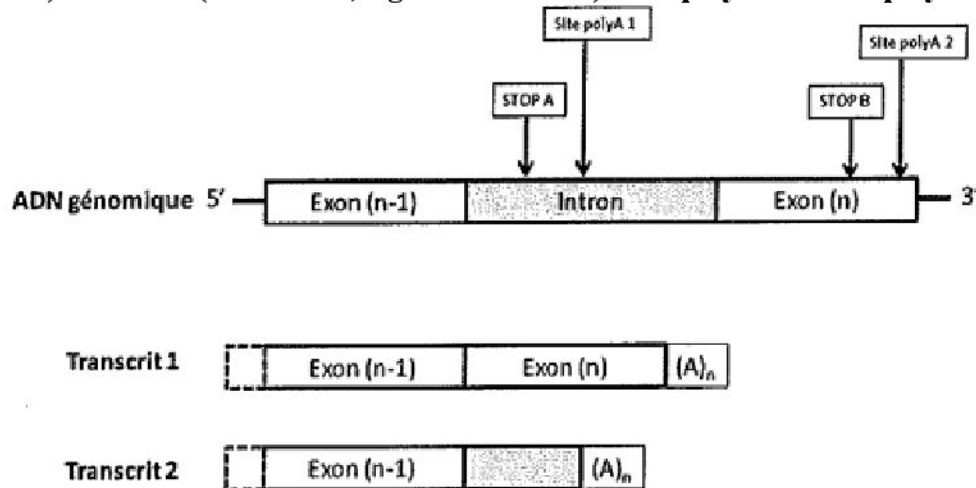 Site polyA 1
Site polyA 2
STOP A
STOP B
ADN génomique 5' Exon (n-1) Intron Exon (n) 3'
Transcrit 1 Exon (n-1) Exon (n) (A)n
Transcrit 2 Exon (n-1) (A)n